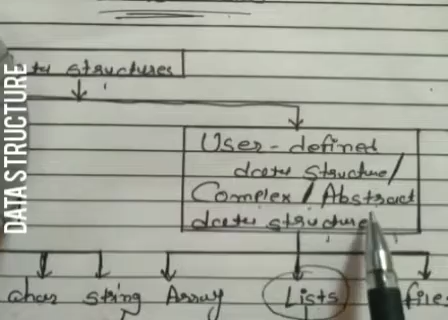 DATA STRUCTURE
structures
User-defined
data structure/
Complex / Abstract
data structure
char string Array Lists files